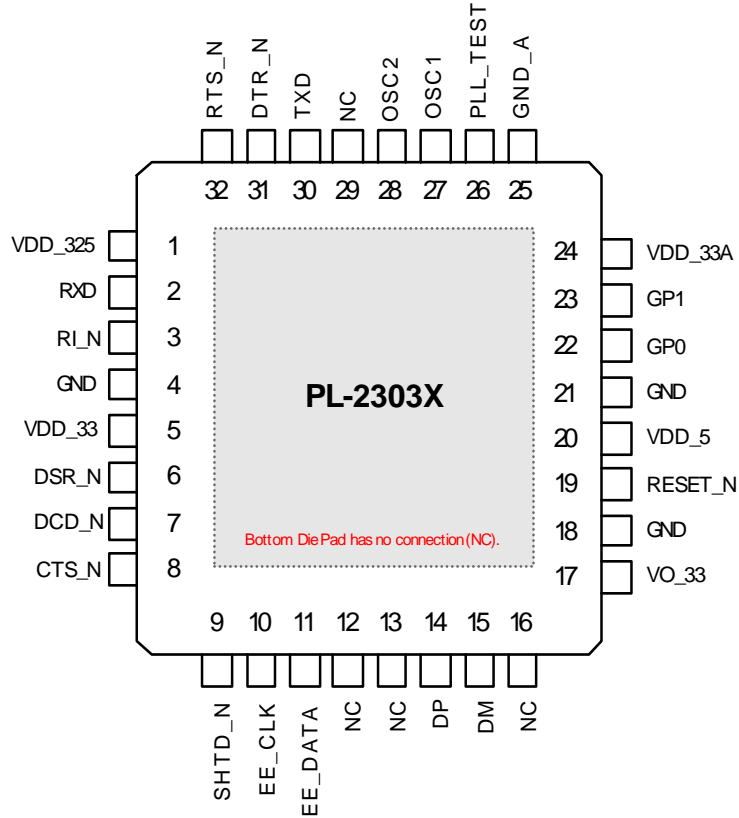 RTS_N
DTR_N
TXD
NC
OSC2
OSC1
PLL_TEST
GND_A
32 31 30 29 28 27 26 25
VDD_325 1
RXD 2
RI_N 3
GND 4
VDD_33 5
DSR_N 6
DCD_N 7
CTS_N 8
24 VDD_33A
23 GP1
22 GP0
21 GND
20 VDD_5
19 RESET_N
18 GND
17 VO_33
PL-2303X
Bottom Die Pad has no connection (NC).
9 10 11 12 13 14 15 16
SHTD_N
EE_CLK
EE_DATA
NC
NC
DP
DM
NC